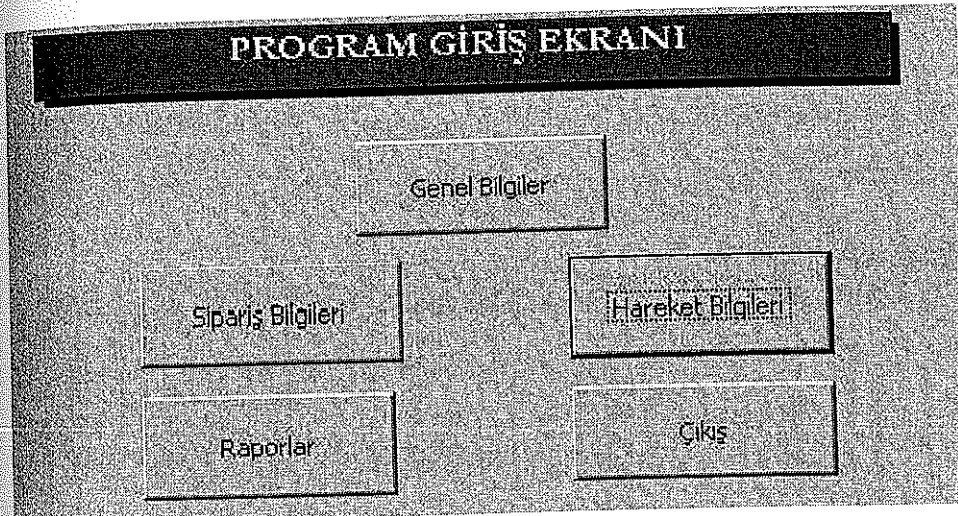 PROGRAM GİRİŞ EKRANI
Genel Bilgiler
Sipariş Bilgileri
Hareket Bilgileri
Raporlar
Çıkış